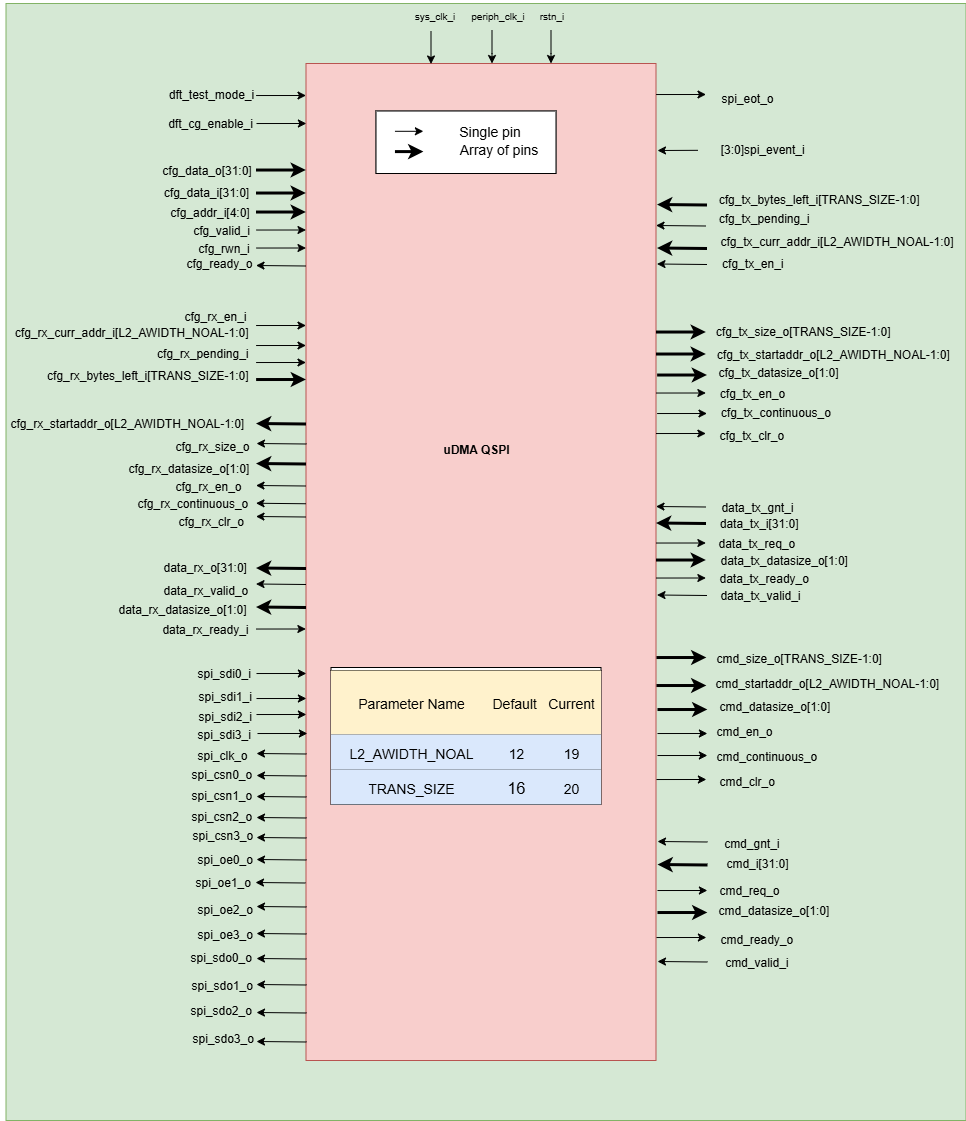 sys_clk_i
periph_clk_i
rstn_i
dft_test_mode_i
dft_cg_enable_i
cfg_data_o[31:0]
cfg_data_i[31:0]
cfg_addr_i[4:0]
cfg_valid_i
cfg_rwn_i
cfg_ready_o
cfg_rx_en_i
cfg_rx_curr_addr_i[L2_AWIDTH_NOAL-1:0]
cfg_rx_pending_i
cfg_rx_bytes_left_i[TRANS_SIZE-1:0]
cfg_rx_startaddr_o[L2_AWIDTH_NOAL-1:0]
cfg_rx_size_o
cfg_rx_datasize_o[1:0]
cfg_rx_en_o
cfg_rx_continuous_o
cfg_rx_clr_o
data_rx_o[31:0]
data_rx_valid_o
data_rx_datasize_o[1:0]
data_rx_ready_i
spi_sdi0_i
spi_sdi1_i
spi_sdi2_i
spi_sdi3_i
spi_clk_o
spi_csn0_o
spi_csn1_o
spi_csn2_o
spi_csn3_o
spi_oe0_o
spi_oe1_o
spi_oe2_o
spi_oe3_o
spi_sdo0_o
spi_sdo1_o
spi_sdo2_o
spi_sdo3_o
Single pin
Array of pins
uDMA QSPI
Parameter Name Default Current
L2_AWIDTH_NOAL 12 19
TRANS_SIZE 16 20
spi_eot_o
[3:0]spi_event_i
cfg_tx_bytes_left_i[TRANS_SIZE-1:0]
cfg_tx_pending_i
cfg_tx_curr_addr_i[L2_AWIDTH_NOAL-1:0]
cfg_tx_en_i
cfg_tx_size_o[TRANS_SIZE-1:0]
cfg_tx_startaddr_o[L2_AWIDTH_NOAL-1:0]
cfg_tx_datasize_o[1:0]
cfg_tx_en_o
cfg_tx_continuous_o
cfg_tx_clr_o
data_tx_gnt_i
data_tx_i[31:0]
data_tx_req_o
data_tx_datasize_o[1:0]
data_tx_ready_o
data_tx_valid_i
cmd_size_o[TRANS_SIZE-1:0]
cmd_startaddr_o[L2_AWIDTH_NOAL-1:0]
cmd_datasize_o[1:0]
cmd_en_o
cmd_continuous_o
cmd_clr_o
cmd_gnt_i
cmd_i[31:0]
cmd_req_o
cmd_datasize_o[1:0]
cmd_ready_o
cmd_valid_i